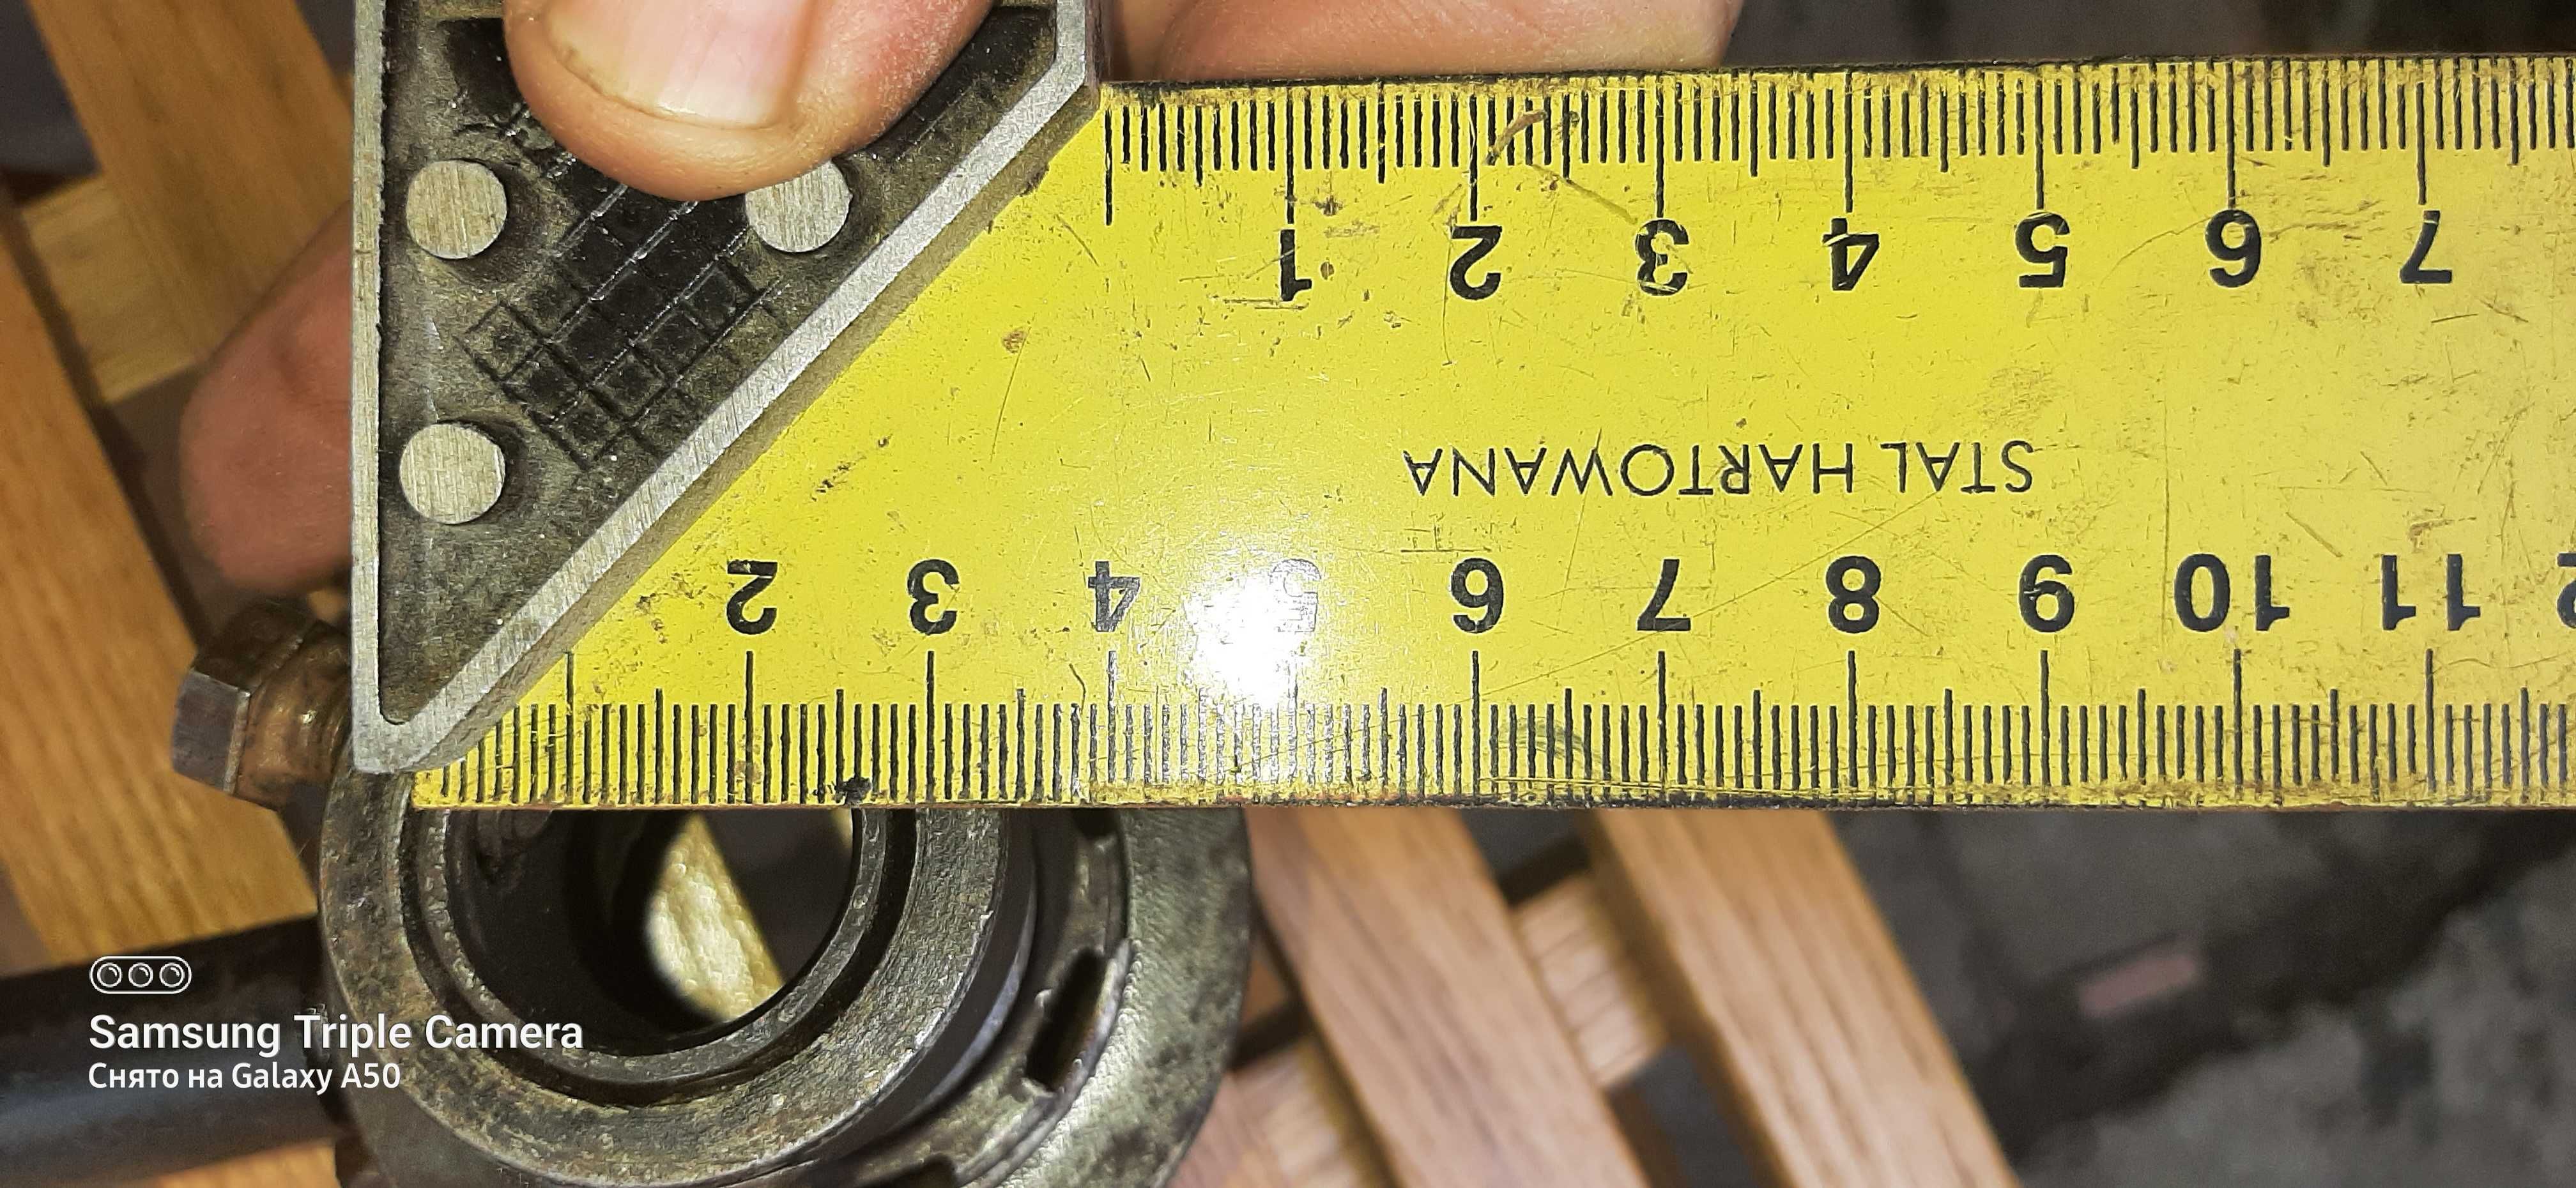 1 2 3 4 5 6 7
STAL HARTOWANA
2 3 4 5 6 7 8 9 10 11
Samsung Triple Camera
Снято на Galaxy A50